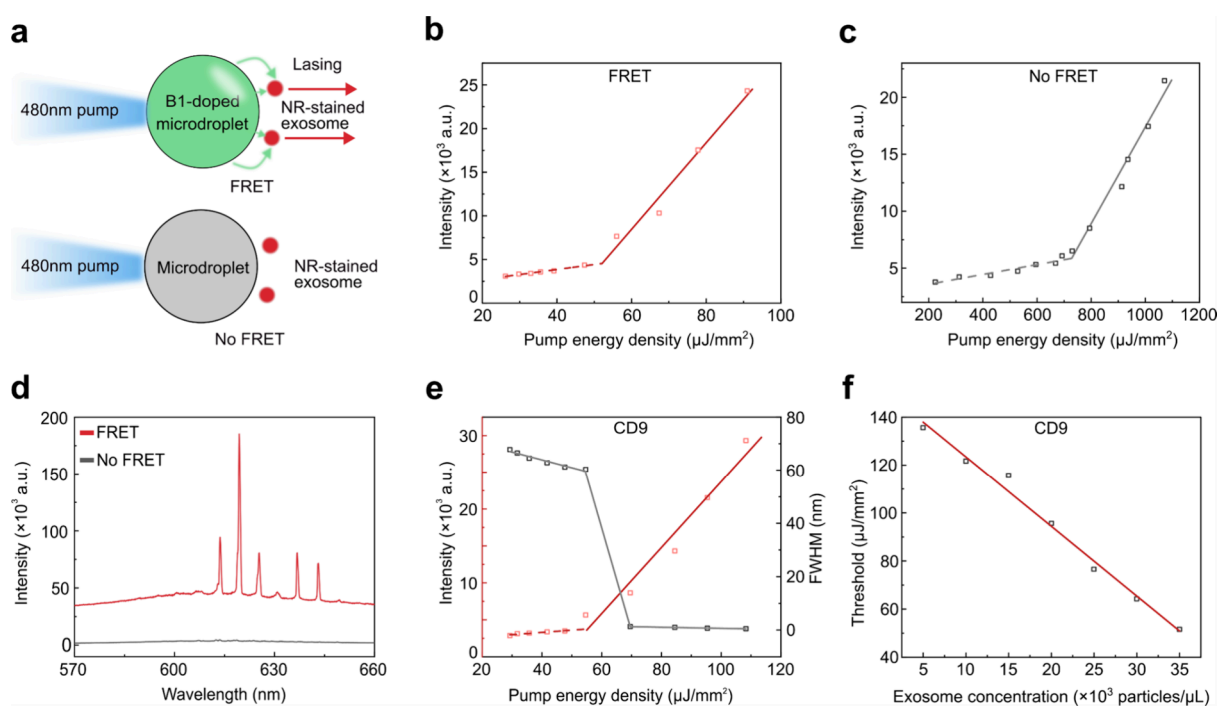 a
480nm pump
B1-doped
microdroplet
Lasing
NR-stained
exosome
FRET
480nm pump
Microdroplet
NR-stained
exosome
No FRET
b
FRET
Intensity (×10³ a.u.)
25
20
15
10
5
0
20 40 60 80 100
Pump energy density (µJ/mm²)
c
No FRET
Intensity (×10³ a.u.)
20
15
10
5
200 400 600 800 1000 1200
Pump energy density (µJ/mm²)
d
FRET
No FRET
Intensity (×10³ a.u.)
200
150
100
50
0
570 600 630 660
Wavelength (nm)
e
CD9
Intensity (×10³ a.u.)
30
20
10
0
80
60
40
20
0
FWHM (nm)
20 40 60 80 100 120
Pump energy density (µJ/mm²)
f
CD9
Threshold (µJ/mm²)
140
120
100
80
60
40
5 10 15 20 25 30 35
Exosome concentration (×10³ particles/µL)